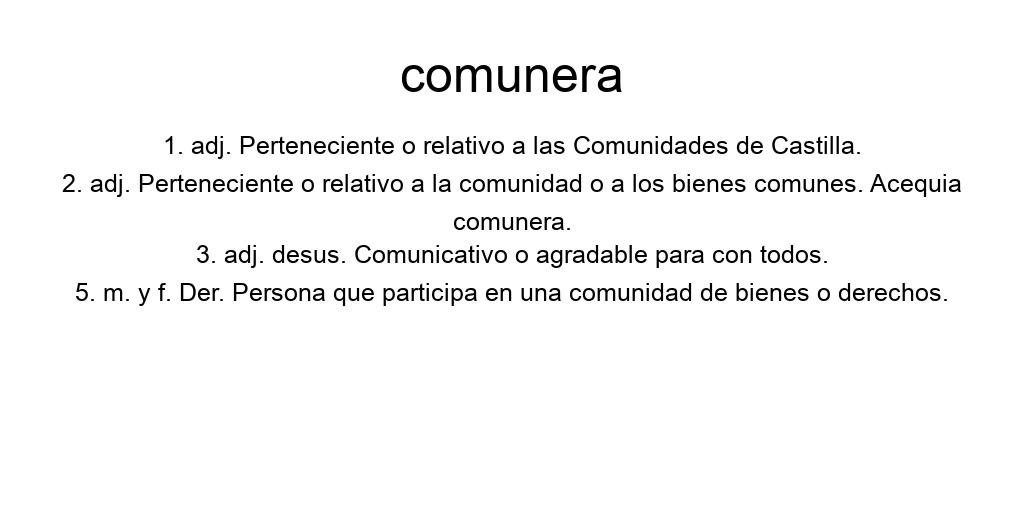 comunera
1. adj. Perteneciente o relativo a las Comunidades de Castilla.
2. adj. Perteneciente o relativo a la comunidad o a los bienes comunes. Acequia
comunera.
3. adj. desus. Comunicativo o agradable para con todos.
5. m. y f. Der. Persona que participa en una comunidad de bienes o derechos.